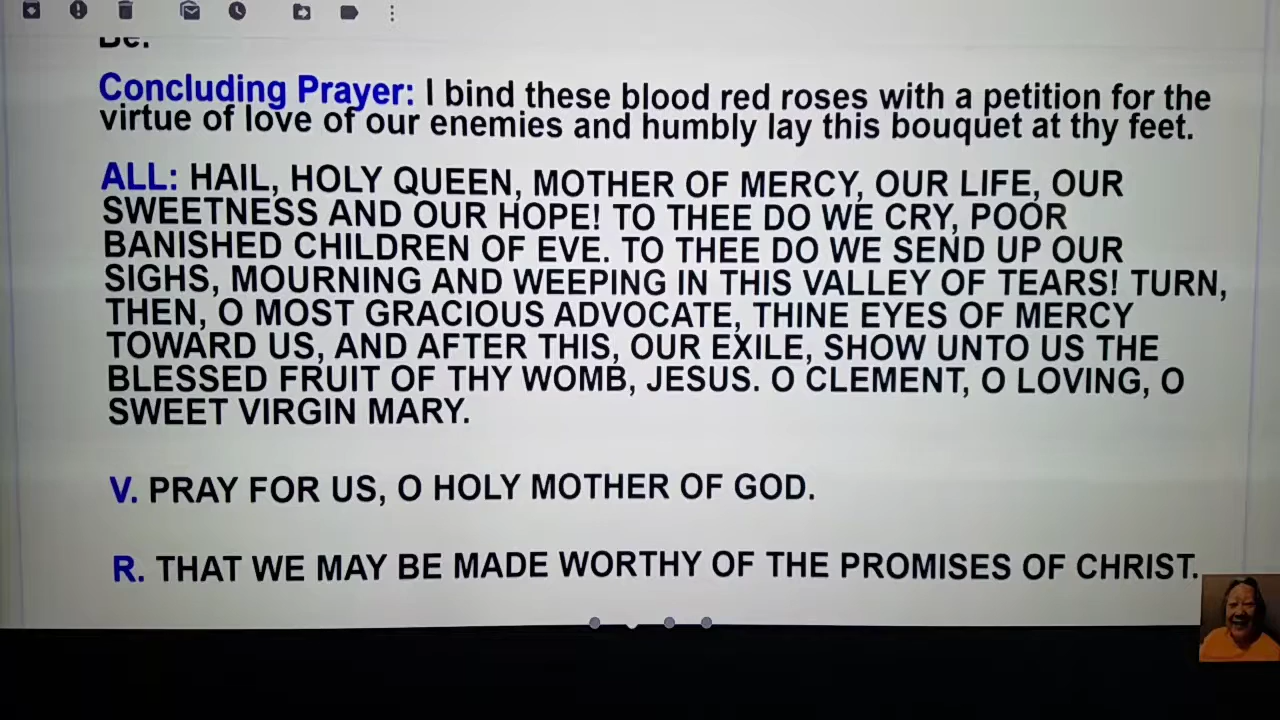 Be.
Concluding Prayer: I bind these blood red roses with a petition for the
virtue of love of our enemies and humbly lay this bouquet at thy feet.
ALL: HAIL, HOLY QUEEN, MOTHER OF MERCY, OUR LIFE, OUR
SWEETNESS AND OUR HOPE! TO THEE DO WE CRY, POOR
BANISHED CHILDREN OF EVE. TO THEE DO WE SEND UP OUR
SIGHS, MOURNING AND WEEPING IN THIS VALLEY OF TEARS! TURN,
THEN, O MOST GRACIOUS ADVOCATE, THINE EYES OF MERCY
TOWARD US, AND AFTER THIS, OUR EXILE, SHOW UNTO US THE
BLESSED FRUIT OF THY WOMB, JESUS. O CLEMENT, O LOVING, O
SWEET VIRGIN MARY.
V. PRAY FOR US, O HOLY MOTHER OF GOD.
R. THAT WE MAY BE MADE WORTHY OF THE PROMISES OF CHRIST.